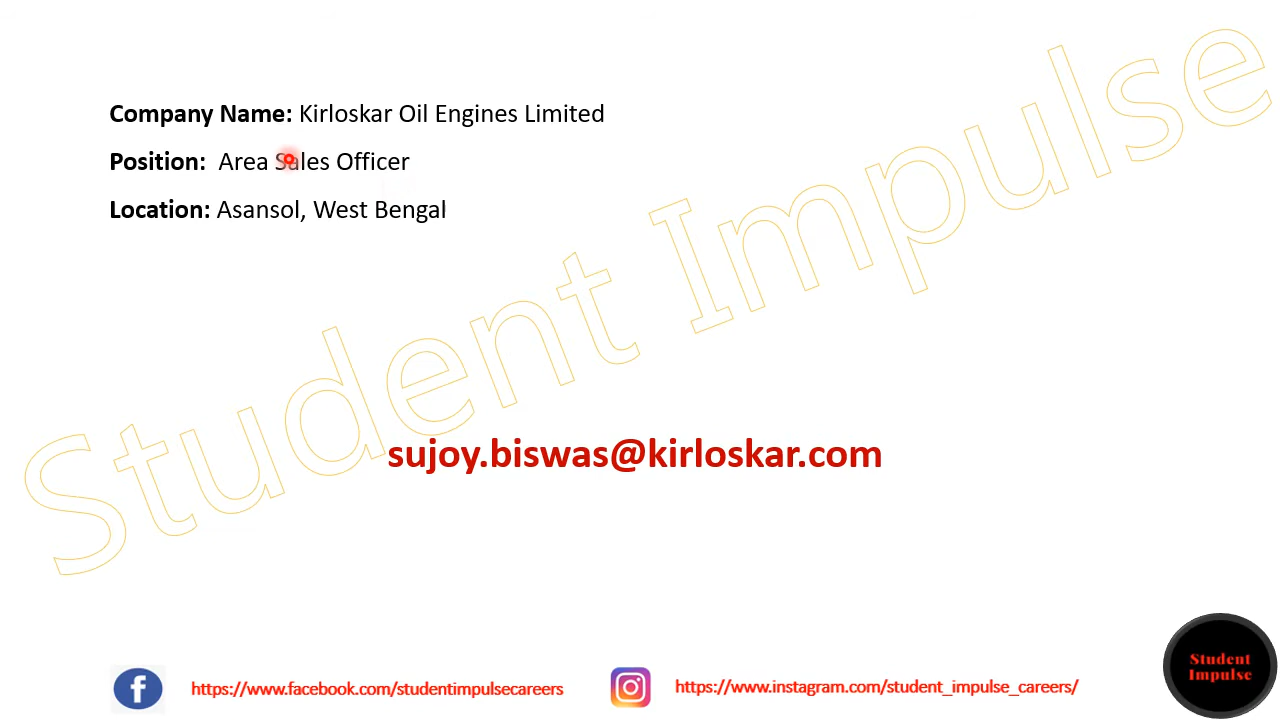 Company Name: Kirloskar Oil Engines Limited
Position: Area Sales Officer
Location: Asansol, West Bengal
Student Impulse
sujoy.biswas@kirloskar.com
https://www.facebook.com/studentimpulsecareers
https://www.instagram.com/student_impulse_careers/
Student
Impulse